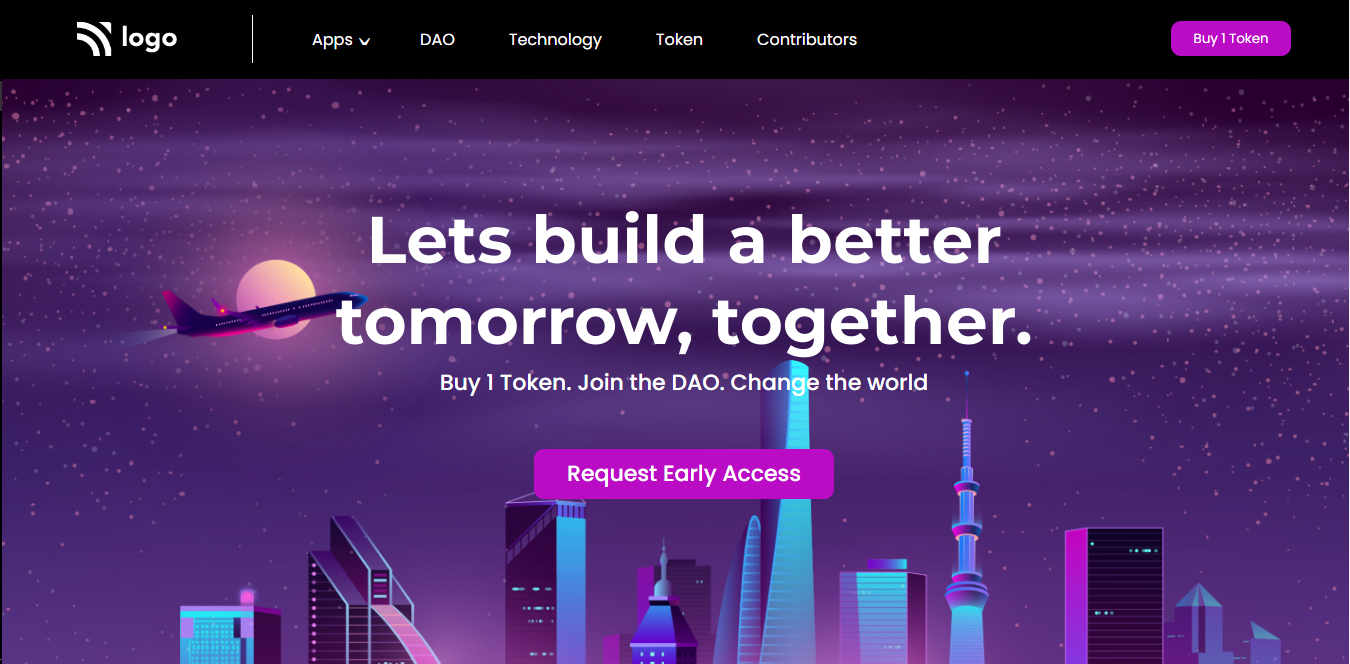 logo
Apps DAO Technology Token Contributors Buy 1 Token
Lets build a better
tomorrow, together.
Buy 1 Token. Join the DAO. Change the world
Request Early Access